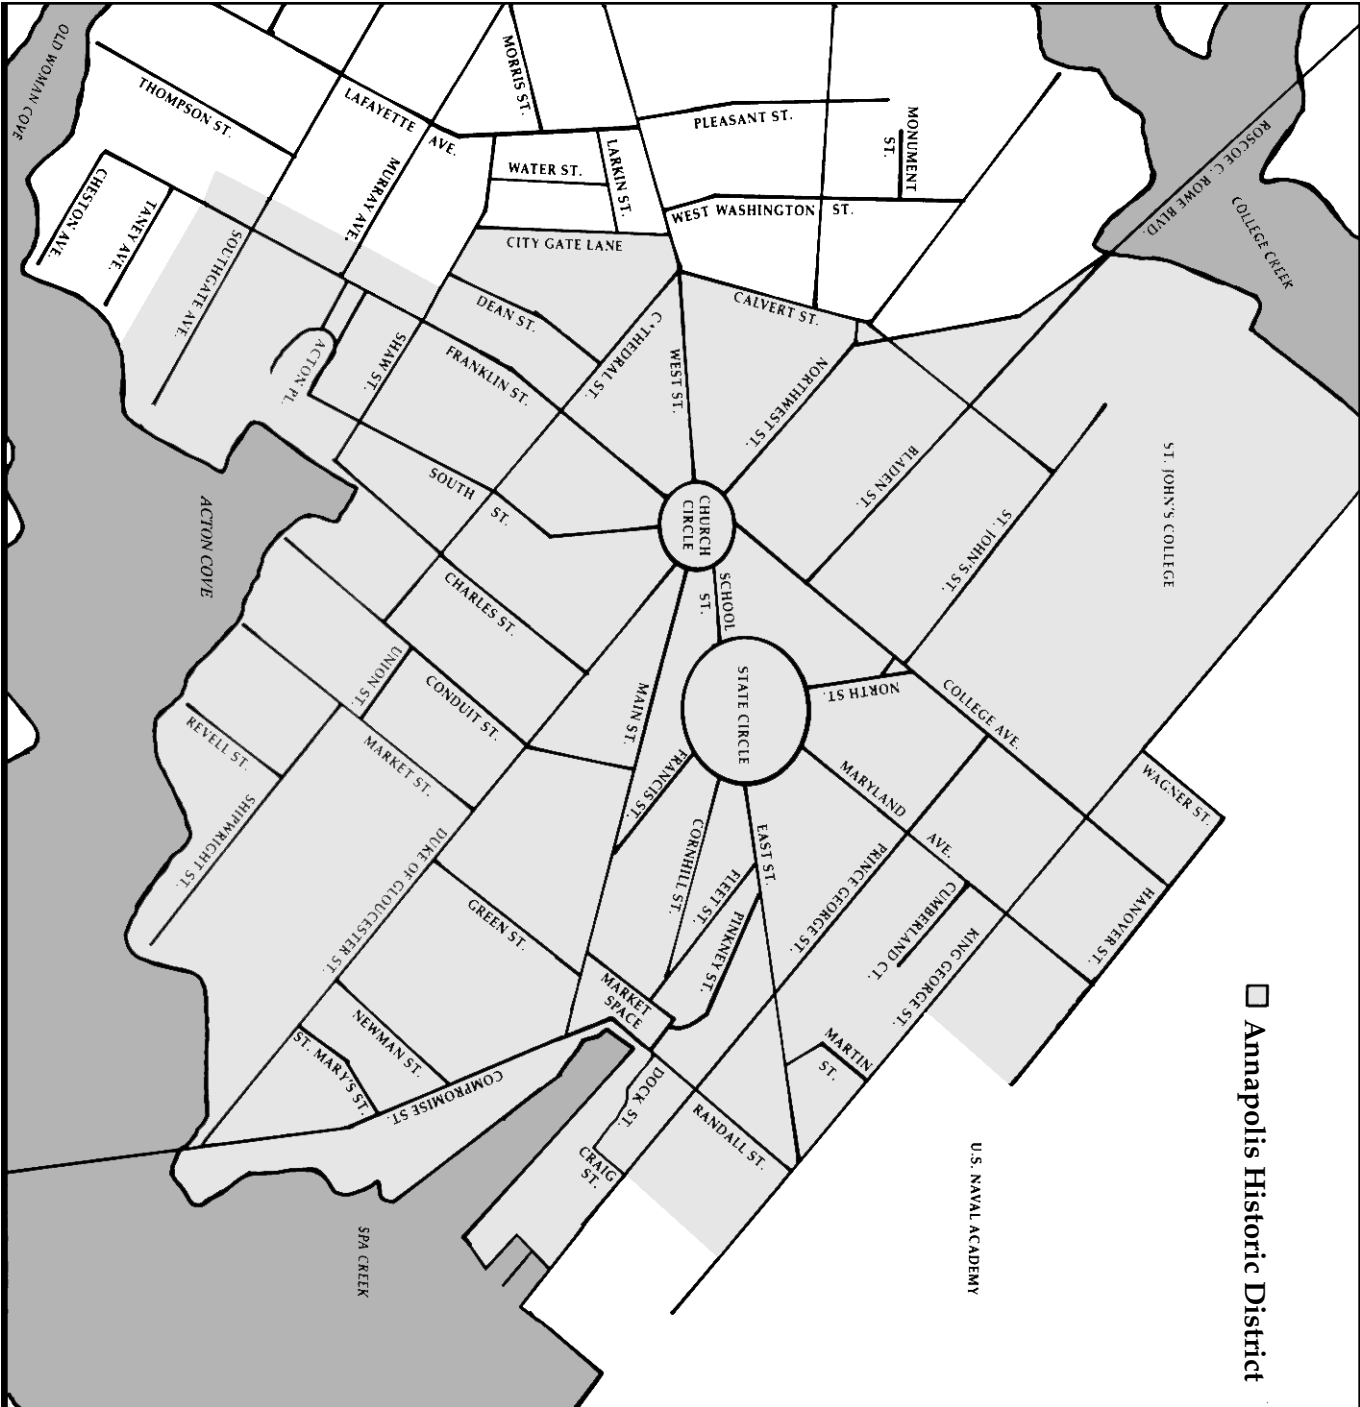 OLD WOMAN COVE
THOMPSON ST.
LAFAYETTE
AVE.
MORRIS ST.
PLEASANT ST.
MONUMENT
ST.
ROSCOE C. ROWE BLVD.
COLLEGE CREEK
CHESTON AVE.
TANEY AVE.
MURRAY AVE.
WATER ST.
LARKIN ST.
WEST WASHINGTON ST.
SOUTHGATE AVE.
CITY GATE LANE
DEAN ST.
CALVERT ST.
ACTON PL.
SHAW ST.
FRANKLIN ST.
C'THEDRAL ST.
WEST ST.
NORTHWEST ST.
BLADEN ST.
ST. JOHN'S COLLEGE
SOUTH
ST.
CHURCH
CIRCLE
ST. JOHN'S ST.
ACTON COVE
CHARLES ST.
SCHOOL
ST.
UNION ST.
CONDUIT ST.
MAIN ST.
STATE CIRCLE
NORTH ST.
COLLEGE AVE.
REVELL ST.
MARKET ST.
FRANCIS ST.
MARYLAND
AVE.
WAGNER ST.
SHIPWRIGHT ST.
DUKE OF GLOUCESTER ST.
CORNHILL ST.
EAST ST.
FLEET ST.
PRINCE GEORGE ST.
CUMBERLAND CT.
HANOVER ST.
GREEN ST.
PINKNEY ST.
KING GEORGE ST.
MARKET
SPACE
NEWMAN ST.
ST. MARY'S ST.
COMPROMISE ST.
MARTIN
ST.
DOCK ST.
RANDALL ST.
CRAIG
ST.
U.S. NAVAL ACADEMY
SPA CREEK
Annapolis Historic District